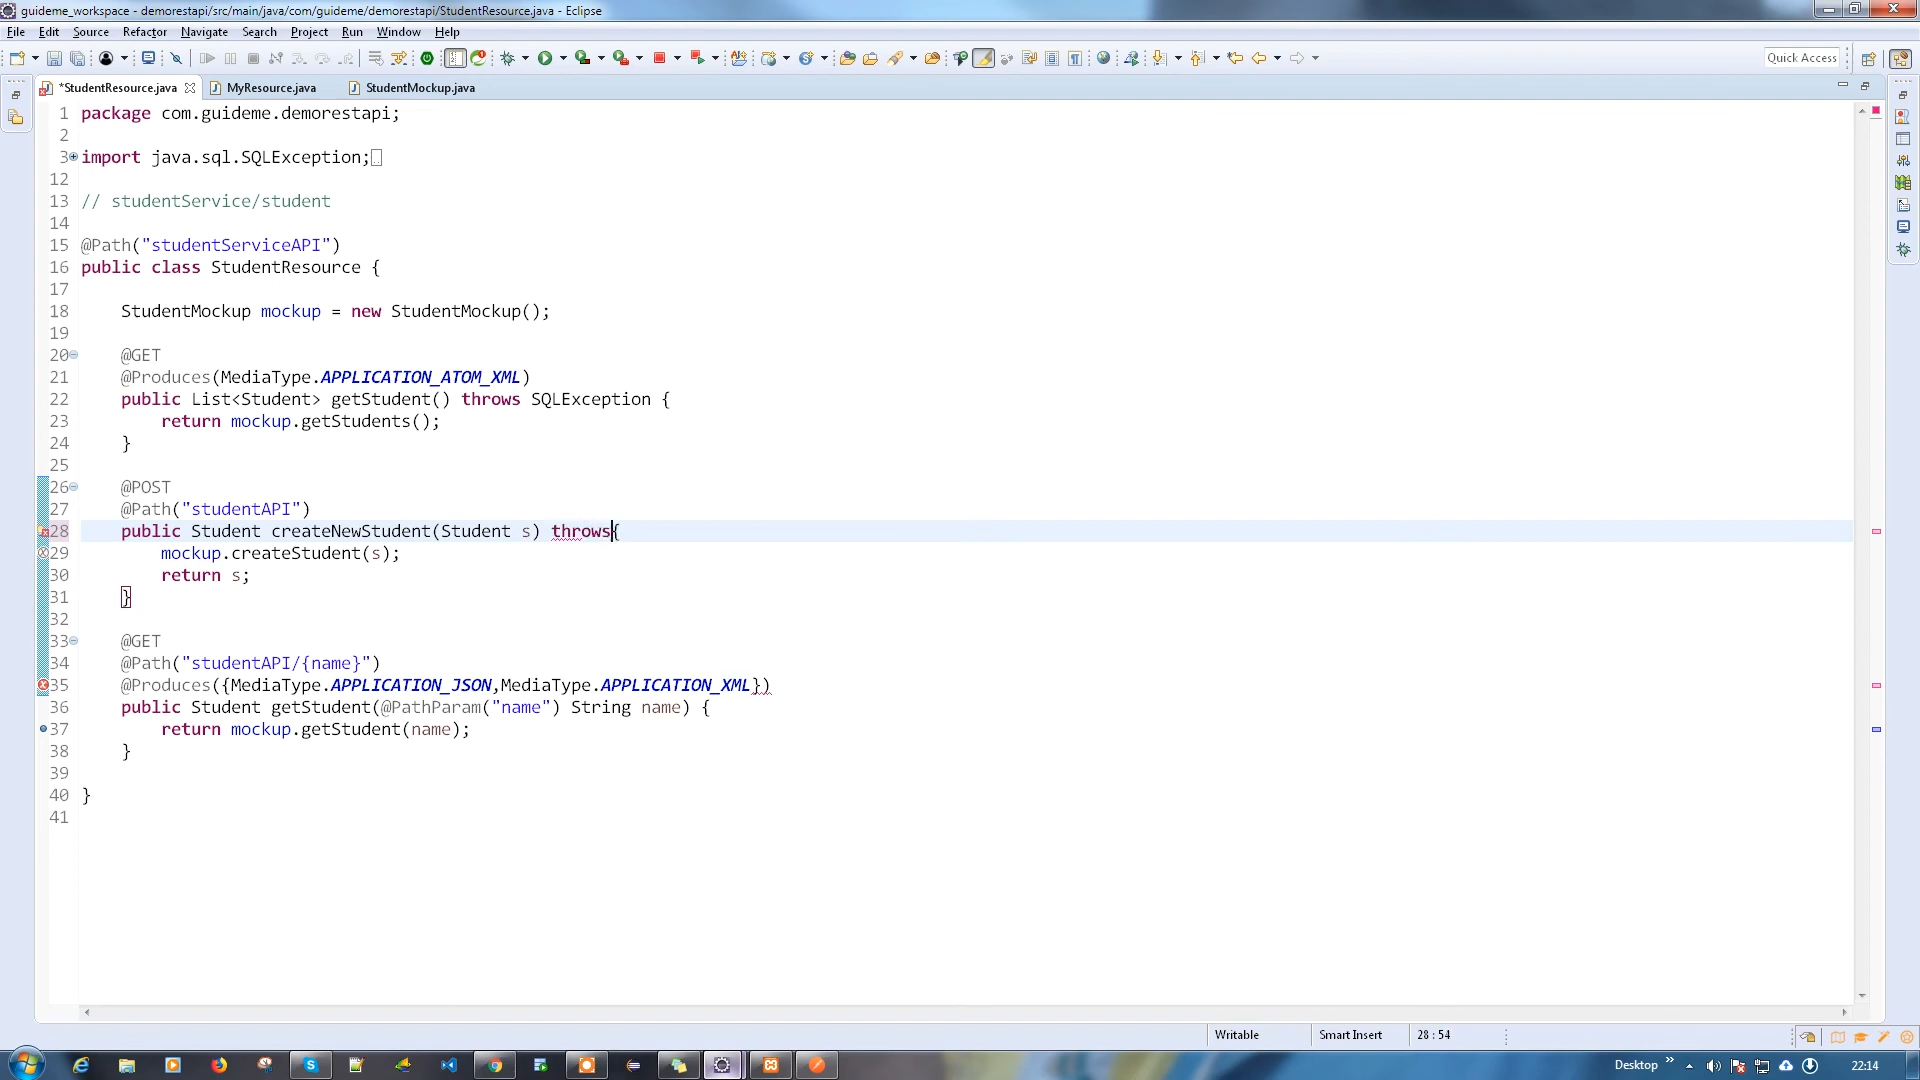 guideme_workspace - demorestapi/src/main/java/com/guideme/demorestapi/StudentResource.java - Eclipse
File Edit Source Refactor Navigate Search Project Run Window Help
Quick Access
*StudentResource.java MyResource.java StudentMockup.java
1 package com.guideme.demorestapi;
2
3 import java.sql.SQLException;
12
13 // studentService/student
14
15 @Path("studentServiceAPI")
16 public class StudentResource {
17
18 StudentMockup mockup = new StudentMockup();
19
20 @GET
21 @Produces(MediaType.APPLICATION_ATOM_XML)
22 public List<Student> getStudent() throws SQLException {
23 return mockup.getStudents();
24 }
25
26 @POST
27 @Path("studentAPI")
28 public Student createNewStudent(Student s) throws{
29 mockup.createStudent(s);
30 return s;
31 }
32
33 @GET
34 @Path("studentAPI/{name}")
35 @Produces({MediaType.APPLICATION_JSON,MediaType.APPLICATION_XML})
36 public Student getStudent(@PathParam("name") String name) {
37 return mockup.getStudent(name);
38 }
39
40 }
41
Writable Smart Insert 28 : 54
Desktop 22:14